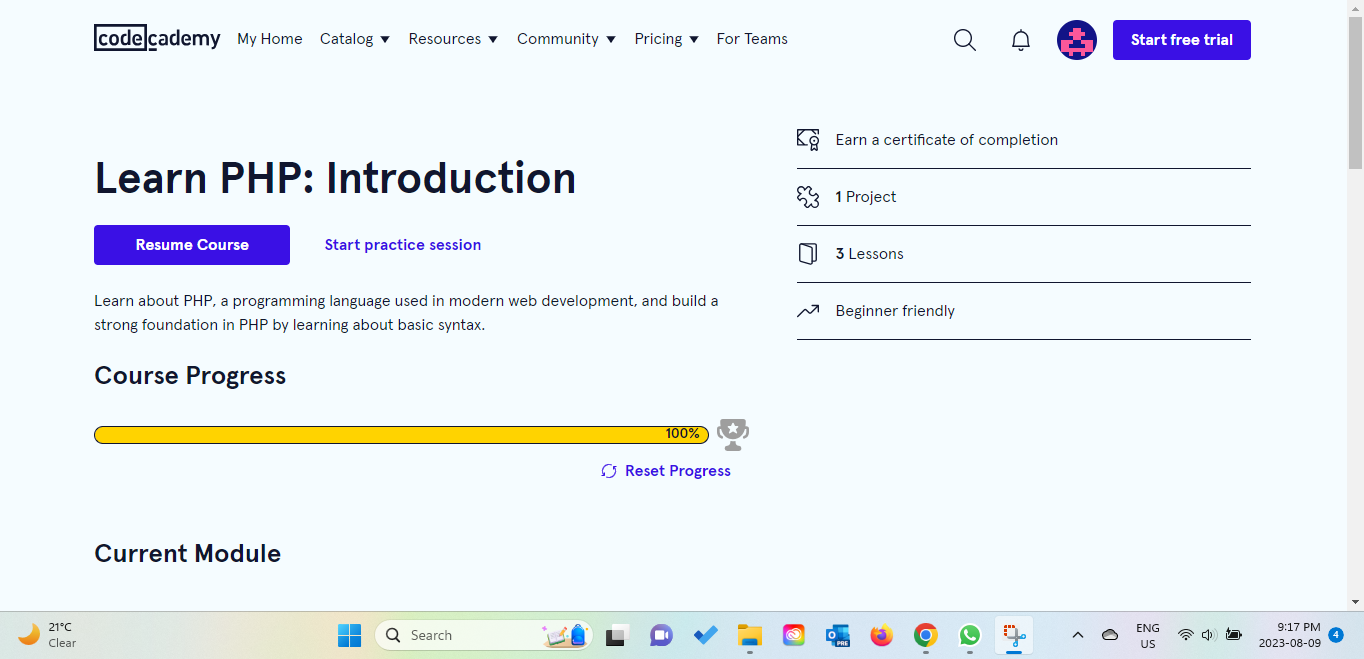 codecademy My Home Catalog Resources Community Pricing For Teams Start free trial
Learn PHP: Introduction
Resume Course Start practice session
Learn about PHP, a programming language used in modern web development, and build a
strong foundation in PHP by learning about basic syntax.
Course Progress
100%
Reset Progress
Current Module
Earn a certificate of completion
1 Project
3 Lessons
Beginner friendly
21°C
Clear
Search
PRE
ENG
US
9:17 PM
2023-08-09
4